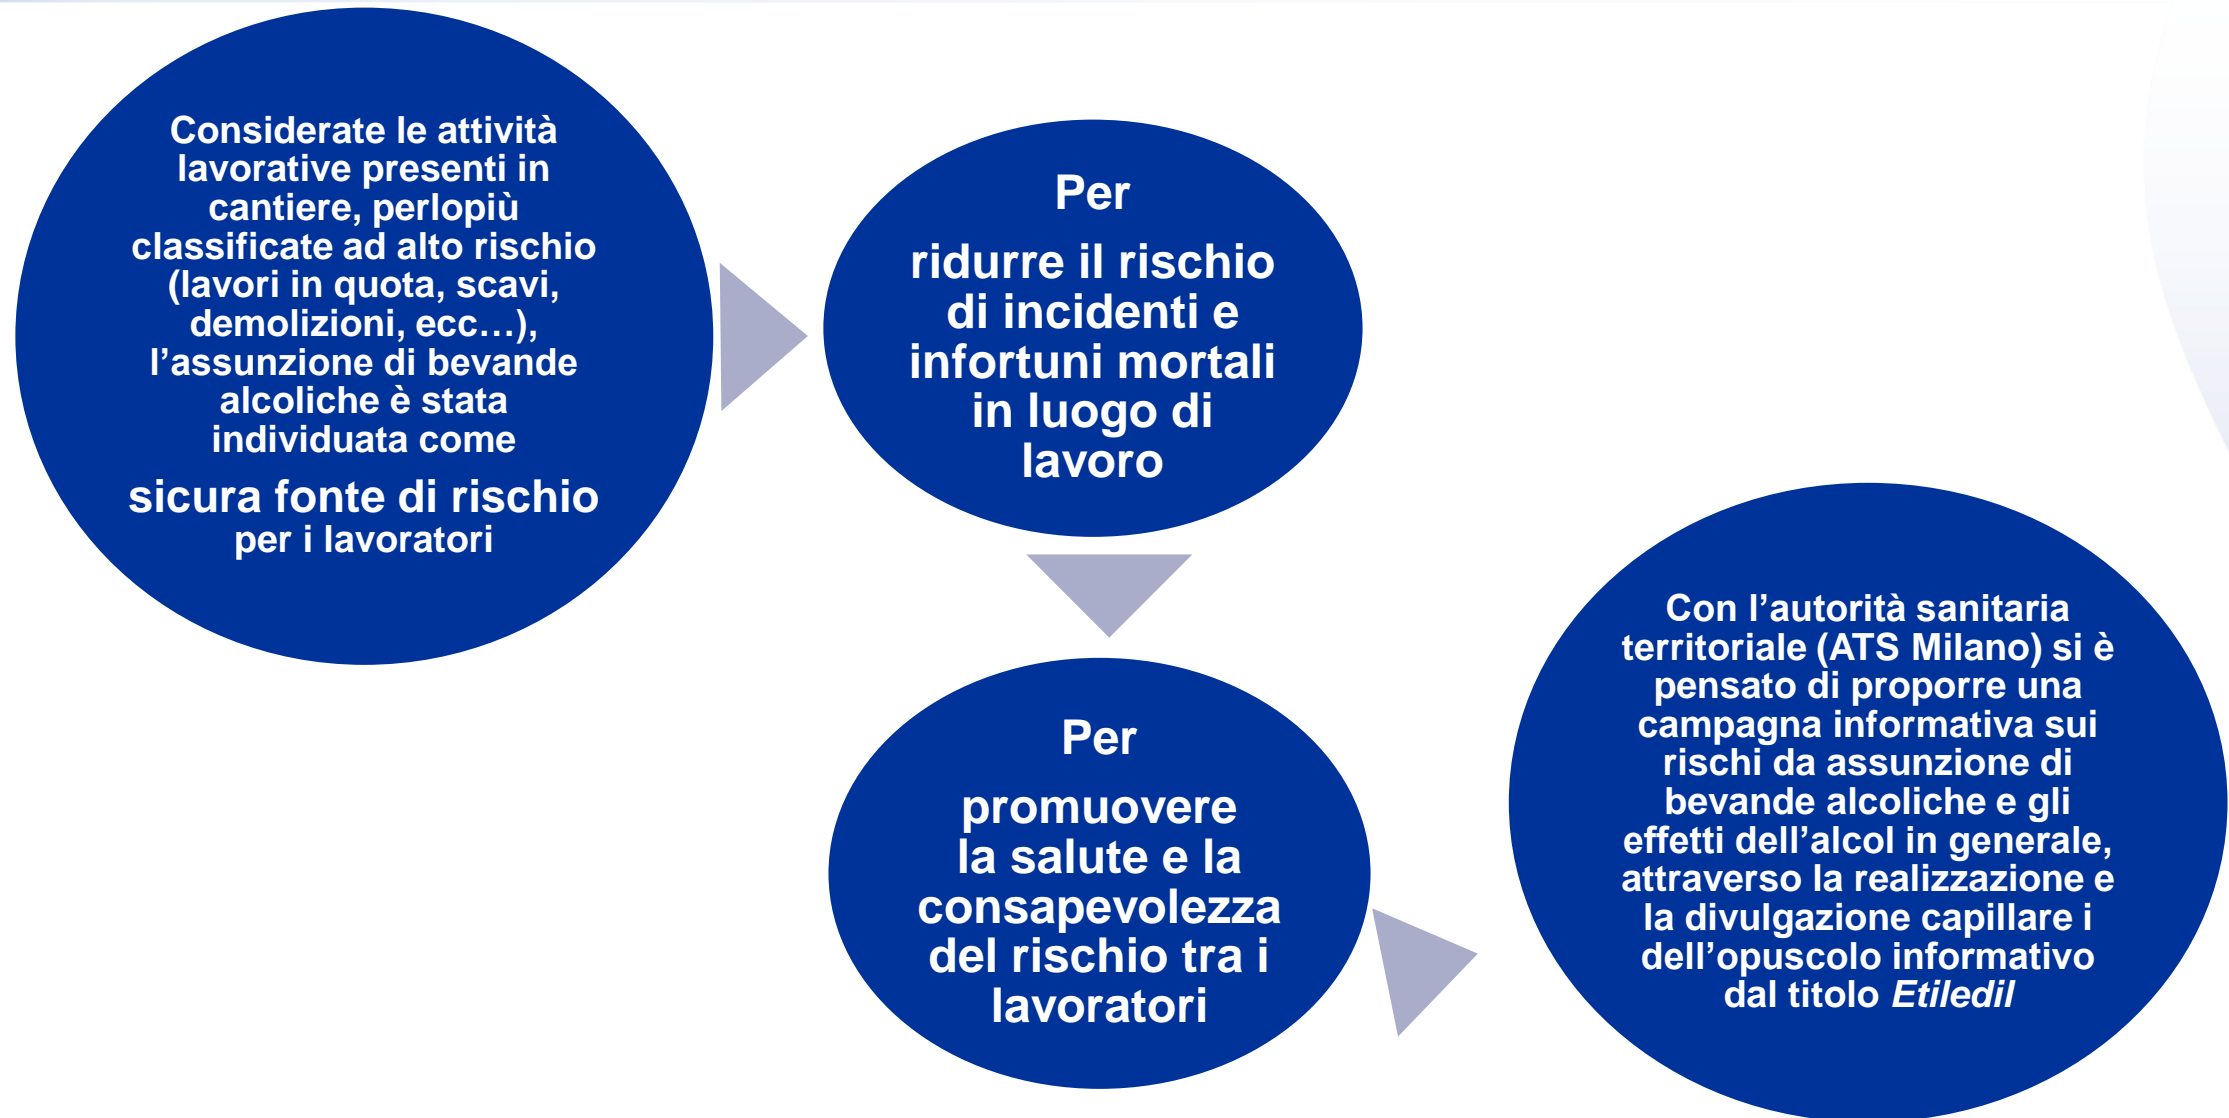 Considerate le attività
lavorative presenti in
cantiere, perlopiù
classificate ad alto rischio
(lavori in quota, scavi,
demolizioni, ecc…),
l’assunzione di bevande
alcoliche è stata
individuata come
sicura fonte di rischio
per i lavoratori
Per
ridurre il rischio
di incidenti e
infortuni mortali
in luogo di
lavoro
Per
promuovere
la salute e la
consapevolezza
del rischio tra i
lavoratori
Con l’autorità sanitaria
territoriale (ATS Milano) si è
pensato di proporre una
campagna informativa sui
rischi da assunzione di
bevande alcoliche e gli
effetti dell’alcol in generale,
attraverso la realizzazione e
la divulgazione capillare i
dell’opuscolo informativo
dal titolo Etiledil